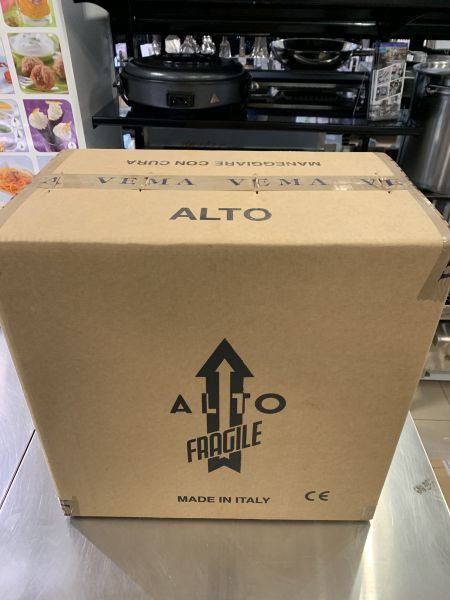 MANEGGIARE CON CURA
VEMA VEMA VE
ALTO
ALTO
FRAGILE
MADE IN ITALY CE